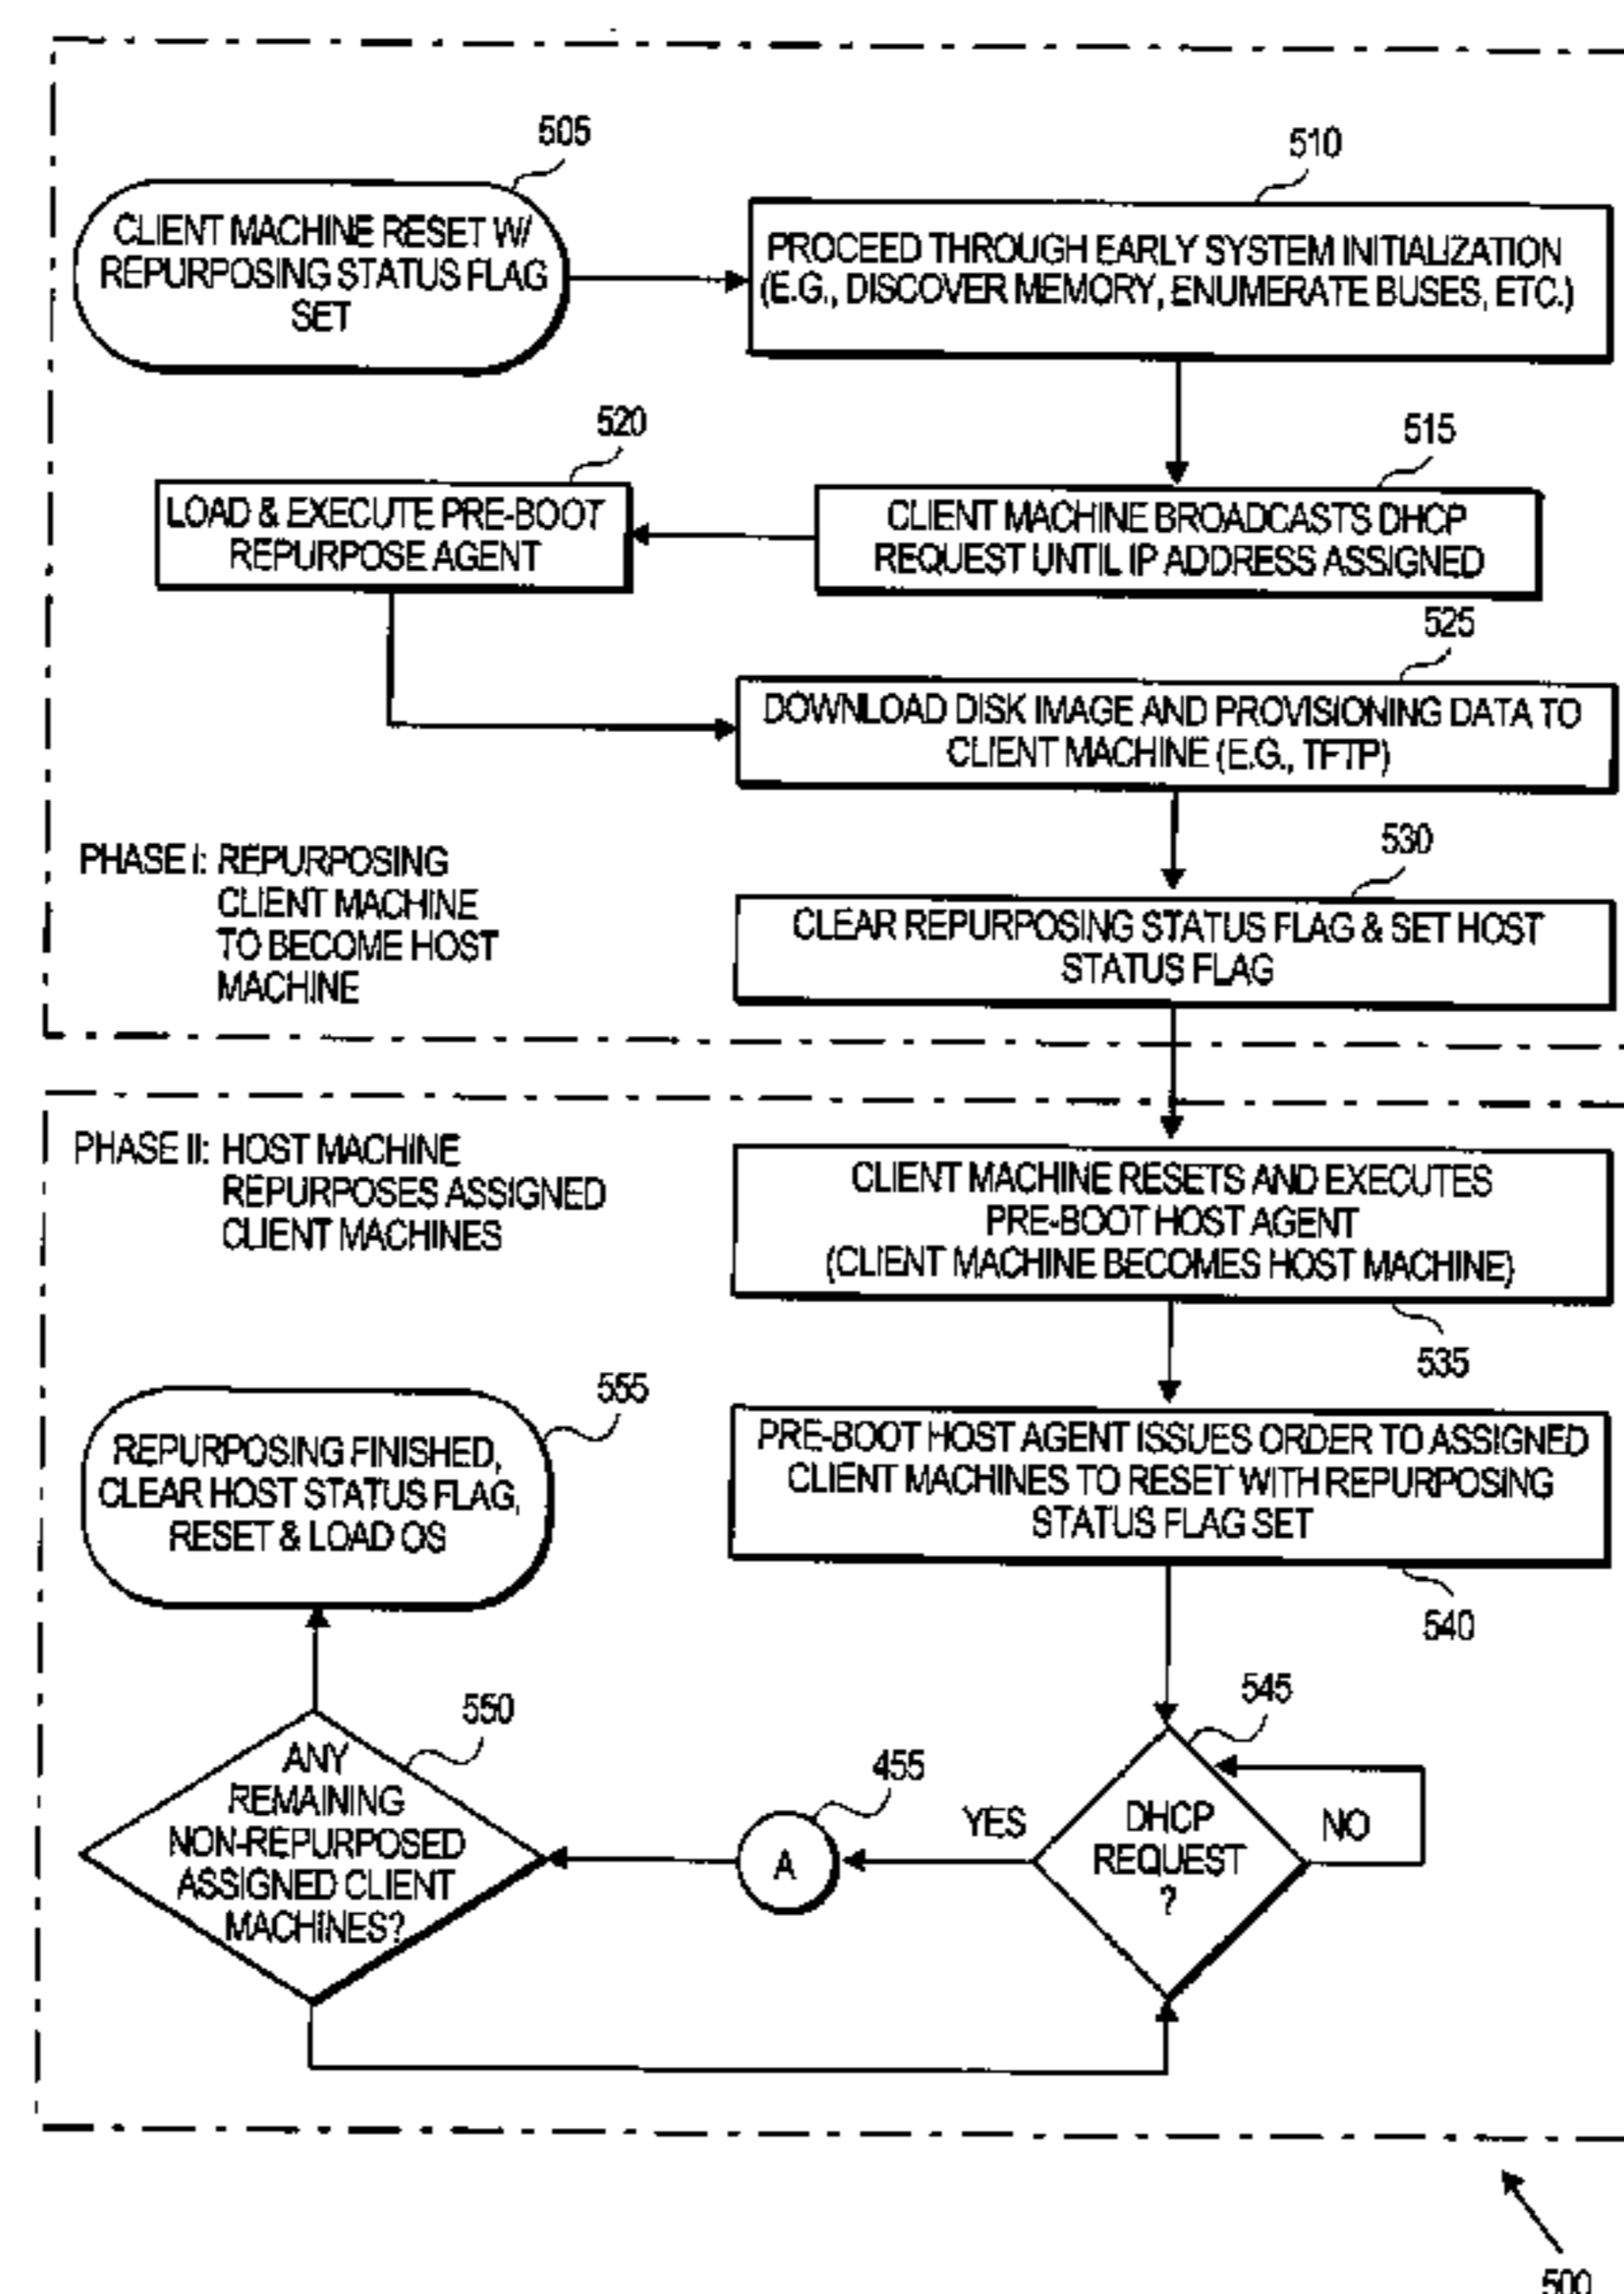 505
CLIENT MACHINE RESET W/
REPURPOSING STATUS FLAG
SET
510
PROCEED THROUGH EARLY SYSTEM INITIALIZATION
(E.G., DISCOVER MEMORY, ENUMERATE BUSES, ETC.)
520
LOAD & EXECUTE PRE-BOOT
REPURPOSE AGENT
515
CLIENT MACHINE BROADCASTS DHCP
REQUEST UNTIL IP ADDRESS ASSIGNED
525
DOWNLOAD DISK IMAGE AND PROVISIONING DATA TO
CLIENT MACHINE (E.G., TFTP)
530
CLEAR REPURPOSING STATUS FLAG & SET HOST
STATUS FLAG
PHASE I: REPURPOSING
CLIENT MACHINE
TO BECOME HOST
MACHINE
PHASE II: HOST MACHINE
REPURPOSES ASSIGNED
CLIENT MACHINES
CLIENT MACHINE RESETS AND EXECUTES
PRE-BOOT HOST AGENT
(CLIENT MACHINE BECOMES HOST MACHINE)
535
PRE-BOOT HOST AGENT ISSUES ORDER TO ASSIGNED
CLIENT MACHINES TO RESET WITH REPURPOSING
STATUS FLAG SET
540
555
REPURPOSING FINISHED,
CLEAR HOST STATUS FLAG,
RESET & LOAD OS
550
ANY
REMAINING
NON-REPURPOSED
ASSIGNED CLIENT
MACHINES?
455
A
YES
545
DHCP
REQUEST
?
NO
500